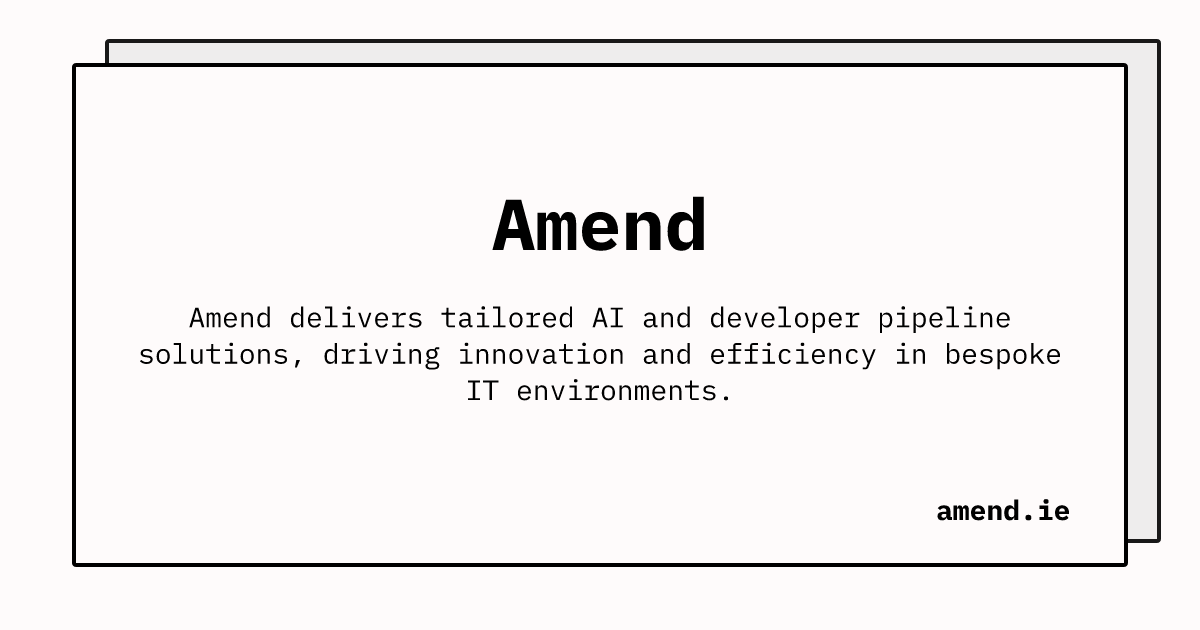 Amend
Amend delivers tailored AI and developer pipeline
solutions, driving innovation and efficiency in bespoke
IT environments.
amend.ie